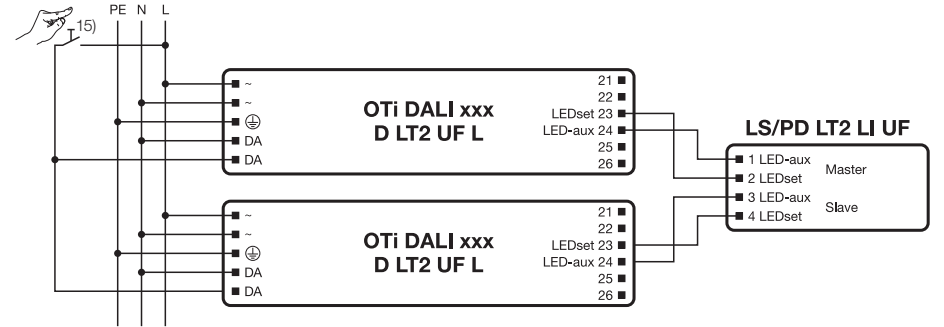 PE N L
15)
~
~
DA
DA
OTi DALI xxx
D LT2 UF L
21
22
LEDset 23
LED-aux 24
25
26
~
~
DA
DA
OTi DALI xxx
D LT2 UF L
21
22
LEDset 23
LED-aux 24
25
26
LS/PD LT2 LI UF
1 LED-aux
2 LEDset
Master
3 LED-aux
4 LEDset
Slave